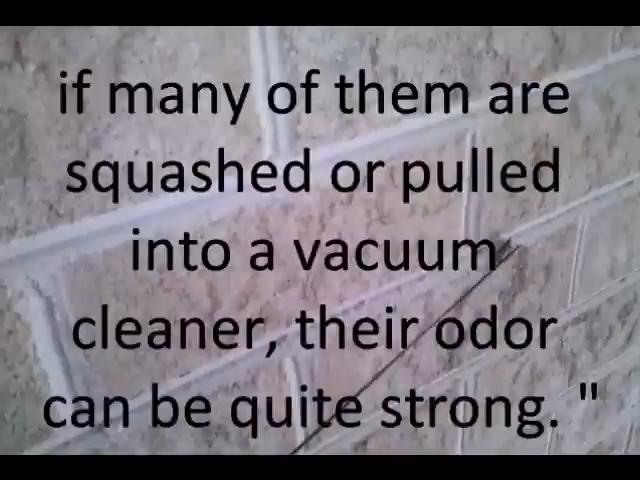 if many of them are
squashed or pulled
into a vacuum
cleaner, their odor
can be quite strong. "